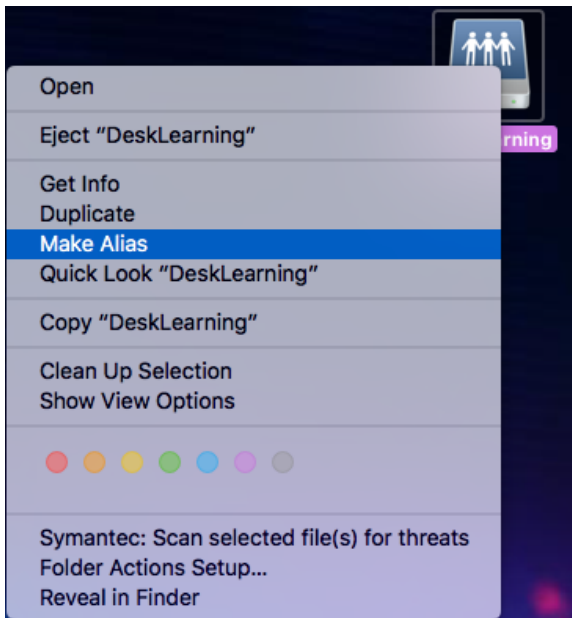 Open
Eject “DeskLearning”
rning
Get Info
Duplicate
Make Alias
Quick Look “DeskLearning”
Copy “DeskLearning”
Clean Up Selection
Show View Options
Symantec: Scan selected file(s) for threats
Folder Actions Setup...
Reveal in Finder